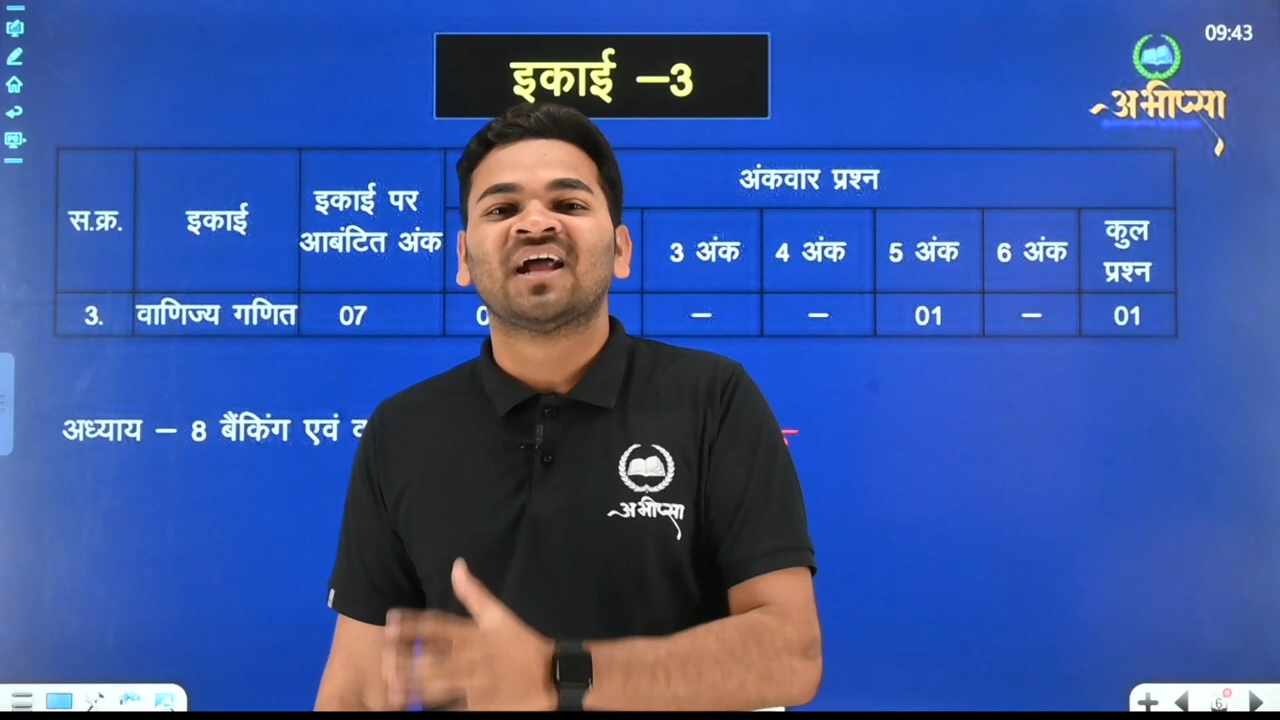 इकाई –3
09:43
अभीप्सा
स.क्र.
इकाई
इकाई पर
आबंटित अंक
अंकवार प्रश्न
3 अंक
4 अंक
5 अंक
6 अंक
कुल
प्रश्न
3.
वाणिज्य गणित
07
0
–
–
01
–
01
अध्याय – 8 बैंकिंग एवं
अभीप्सा